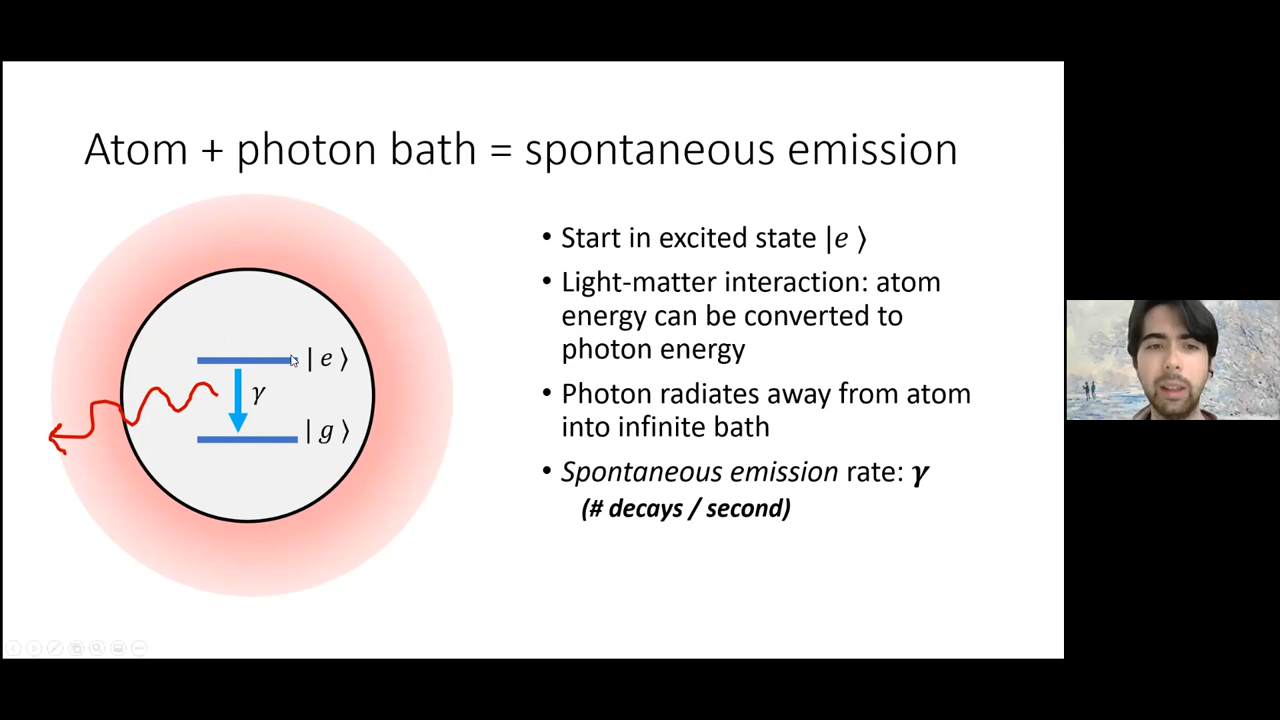 Atom + photon bath = spontaneous emission
| e ⟩
γ
| g ⟩
• Start in excited state |e ⟩
• Light-matter interaction: atom
energy can be converted to
photon energy
• Photon radiates away from atom
into infinite bath
• Spontaneous emission rate: γ
(# decays / second)